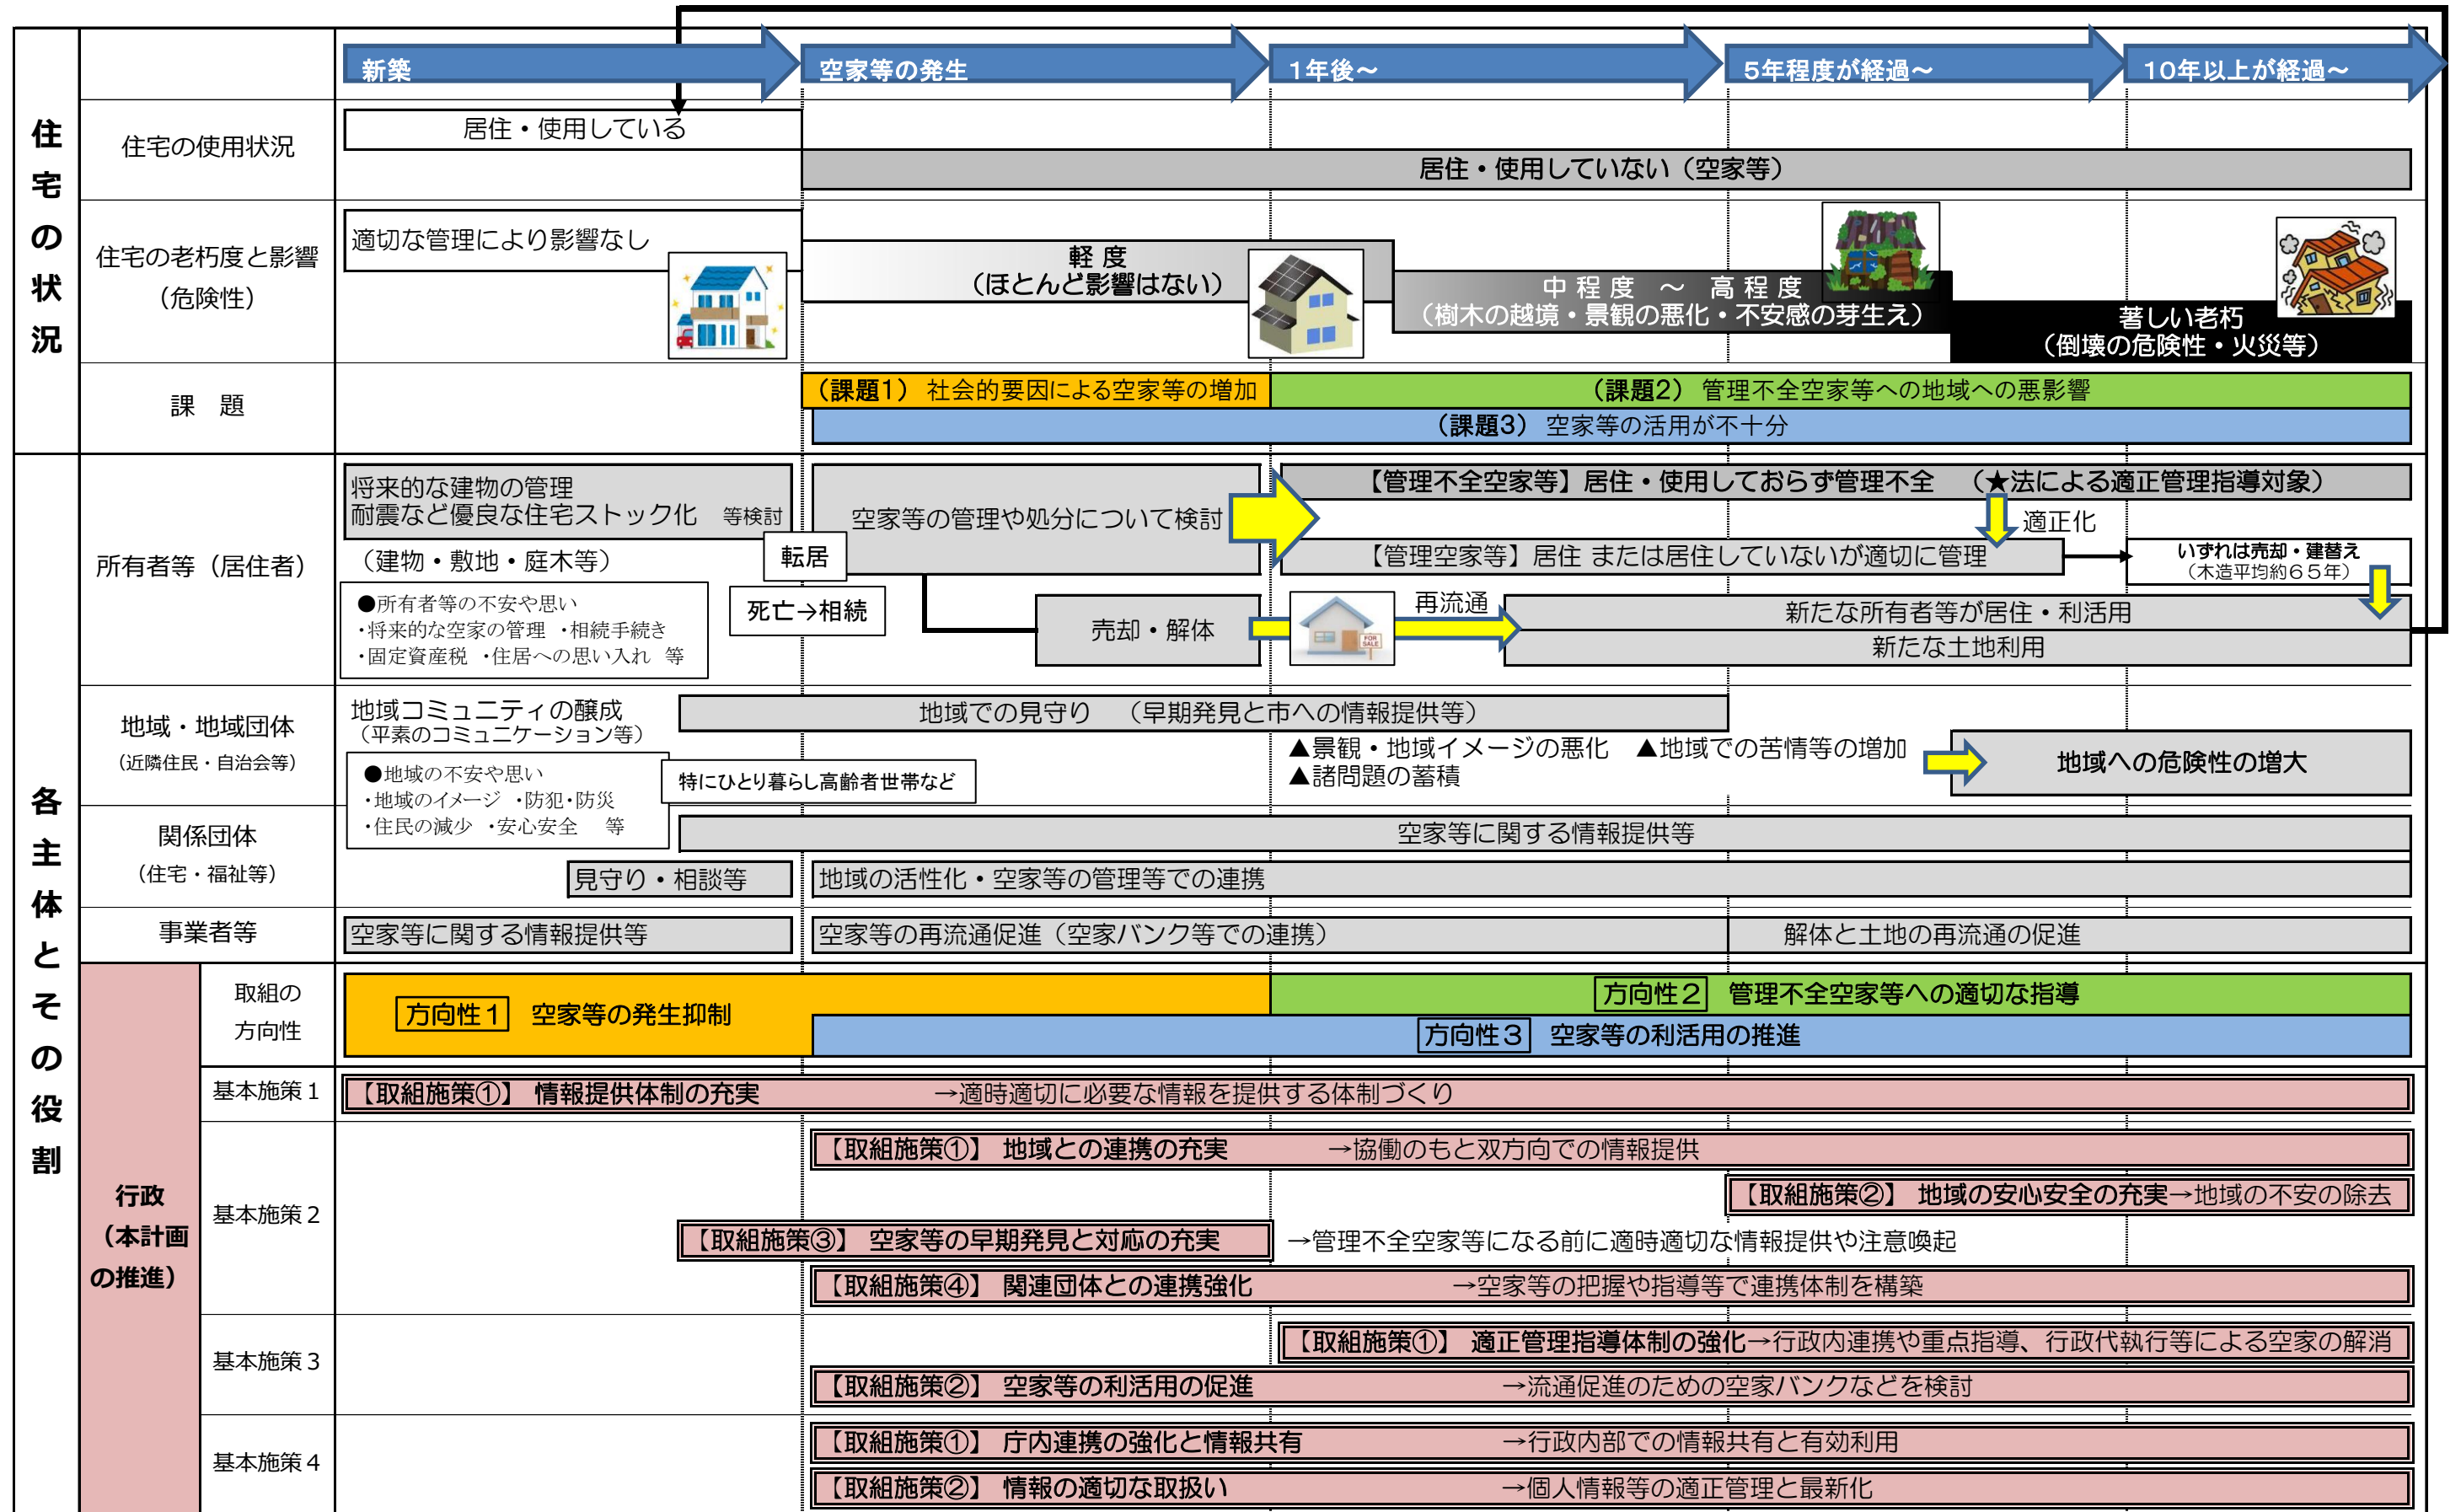 新築
空家等の発生
1年後～
5年程度が経過～
10年以上が経過～
住宅の状況
住宅の使用状況
居住・使用している
居住・使用していない（空家等）
住宅の老朽度と影響
（危険性）
適切な管理により影響なし
軽 度
（ほとんど影響はない）
中 程 度 ～ 高 程 度
（樹木の越境・景観の悪化・不安感の芽生え）
著しい老朽
（倒壊の危険性・火災等）
課 題
（課題1） 社会的要因による空家等の増加
（課題2） 管理不全空家等への地域への悪影響
（課題3） 空家等の活用が不十分
各主体とその役割
所有者等（居住者）
将来的な建物の管理
耐震など優良な住宅ストック化 等検討
（建物・敷地・庭木等）
●所有者等の不安や思い
・将来的な空家の管理 ・相続手続き
・固定資産税 ・住居への思い入れ 等
転居
死亡→相続
空家等の管理や処分について検討
【管理不全空家等】居住・使用しておらず管理不全 （★法による適正管理指導対象）
適正化
【管理空家等】居住 または居住していないが適切に管理
いずれは売却・建替え
（木造平均約65年）
売却・解体
FOR SALE
再流通
新たな所有者等が居住・利活用
新たな土地利用
地域・地域団体
（近隣住民・自治会等）
地域コミュニティの醸成
（平素のコミュニケーション等）
●地域の不安や思い
・地域のイメージ ・防犯・防災
・住民の減少 ・安心安全 等
地域での見守り （早期発見と市への情報提供等）
特にひとり暮らし高齢者世帯など
▲景観・地域イメージの悪化 ▲地域での苦情等の増加
▲諸問題の蓄積
地域への危険性の増大
関係団体
（住宅・福祉等）
空家等に関する情報提供等
見守り・相談等
地域の活性化・空家等の管理等での連携
事業者等
空家等に関する情報提供等
空家等の再流通促進（空家バンク等での連携）
解体と土地の再流通の促進
行政
（本計画
の推進）
取組の
方向性
方向性1 空家等の発生抑制
方向性2 管理不全空家等への適切な指導
方向性3 空家等の利活用の推進
基本施策1
【取組施策①】 情報提供体制の充実 →適時適切に必要な情報を提供する体制づくり
基本施策2
【取組施策①】 地域との連携の充実 →協働のもと双方向での情報提供
【取組施策②】 地域の安心安全の充実→地域の不安の除去
【取組施策③】 空家等の早期発見と対応の充実 →管理不全空家等になる前に適時適切な情報提供や注意喚起
【取組施策④】 関連団体との連携強化 →空家等の把握や指導等で連携体制を構築
基本施策3
【取組施策①】 適正管理指導体制の強化→行政内連携や重点指導、行政代執行等による空家の解消
【取組施策②】 空家等の利活用の促進 →流通促進のための空家バンクなどを検討
基本施策4
【取組施策①】 庁内連携の強化と情報共有 →行政内部での情報共有と有効利用
【取組施策②】 情報の適切な取扱い →個人情報等の適正管理と最新化